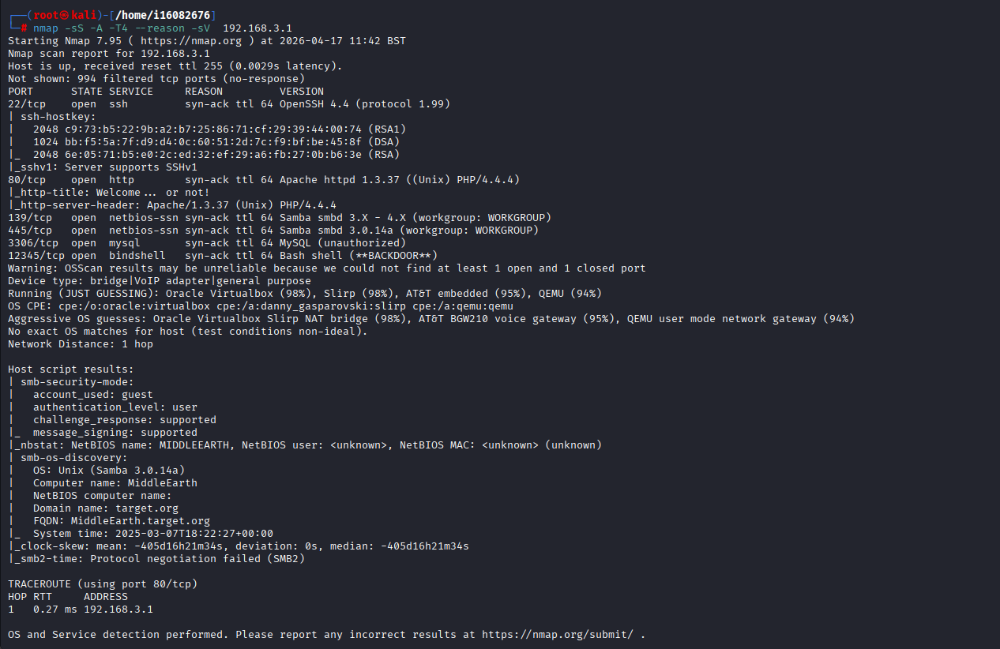 ┌──(root㉿kali)-[/home/i16082676]
└─# nmap -sS -A -T4 --reason -sV  192.168.3.1
Starting Nmap 7.95 ( https://nmap.org ) at 2026-04-17 11:42 BST
Nmap scan report for 192.168.3.1
Host is up, received reset ttl 255 (0.0029s latency).
Not shown: 994 filtered tcp ports (no-response)
PORT      STATE SERVICE     REASON         VERSION
22/tcp    open  ssh         syn-ack ttl 64 OpenSSH 4.4 (protocol 1.99)
| ssh-hostkey:
|   2048 c9:73:b5:22:9b:a2:b7:25:86:71:cf:29:39:44:00:74 (RSA1)
|   1024 bb:f5:5a:7f:d9:d4:0c:60:51:2d:7c:f9:bf:be:45:8f (DSA)
|_  2048 6e:05:71:b5:e0:2c:ed:32:ef:29:a6:fb:27:0b:b6:3e (RSA)
|_sshv1: Server supports SSHv1
80/tcp    open  http        syn-ack ttl 64 Apache httpd 1.3.37 ((Unix) PHP/4.4.4)
|_http-title: Welcome... or not!
|_http-server-header: Apache/1.3.37 (Unix) PHP/4.4.4
139/tcp   open  netbios-ssn syn-ack ttl 64 Samba smbd 3.X - 4.X (workgroup: WORKGROUP)
445/tcp   open  netbios-ssn syn-ack ttl 64 Samba smbd 3.0.14a (workgroup: WORKGROUP)
3306/tcp  open  mysql       syn-ack ttl 64 MySQL (unauthorized)
12345/tcp open  bindshell   syn-ack ttl 64 Bash shell (**BACKDOOR**)
Warning: OSScan results may be unreliable because we could not find at least 1 open and 1 closed port
Device type: bridge|VoIP adapter|general purpose
Running (JUST GUESSING): Oracle Virtualbox (98%), Slirp (98%), AT&T embedded (95%), QEMU (94%)
OS CPE: cpe:/o:oracle:virtualbox cpe:/a:danny_gasparovski:slirp cpe:/a:qemu:qemu
Aggressive OS guesses: Oracle Virtualbox Slirp NAT bridge (98%), AT&T BGW210 voice gateway (95%), QEMU user mode network gateway (94%)
No exact OS matches for host (test conditions non-ideal).
Network Distance: 1 hop

Host script results:
| smb-security-mode:
|   account_used: guest
|   authentication_level: user
|   challenge_response: supported
|_  message_signing: supported
|_nbstat: NetBIOS name: MIDDLEEARTH, NetBIOS user: <unknown>, NetBIOS MAC: <unknown> (unknown)
| smb-os-discovery:
|   OS: Unix (Samba 3.0.14a)
|   Computer name: MiddleEarth
|   NetBIOS computer name:
|   Domain name: target.org
|   FQDN: MiddleEarth.target.org
|_  System time: 2025-03-07T18:22:27+00:00
|_clock-skew: mean: -405d16h21m34s, deviation: 0s, median: -405d16h21m34s
|_smb2-time: Protocol negotiation failed (SMB2)

TRACEROUTE (using port 80/tcp)
HOP RTT     ADDRESS
1   0.27 ms 192.168.3.1

OS and Service detection performed. Please report any incorrect results at https://nmap.org/submit/ .